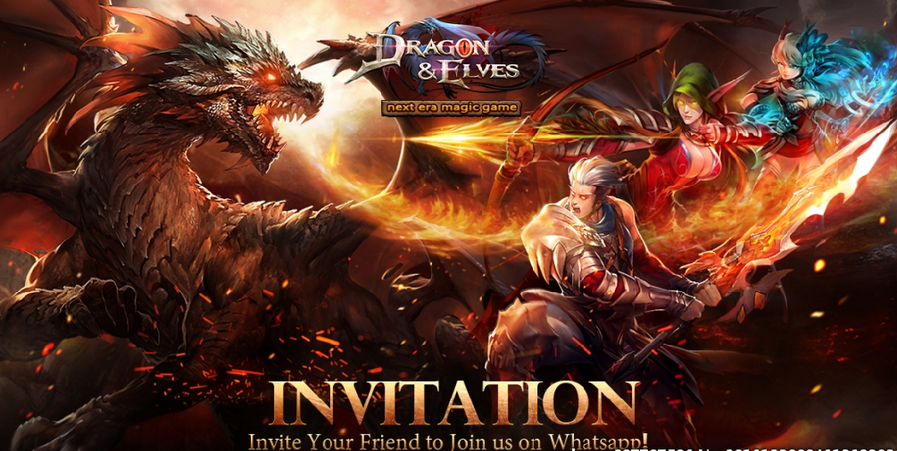 DRAGON
& ELVES
next era magic game
INVITATION
Invite Your Friend to Join us on Whatsapp!